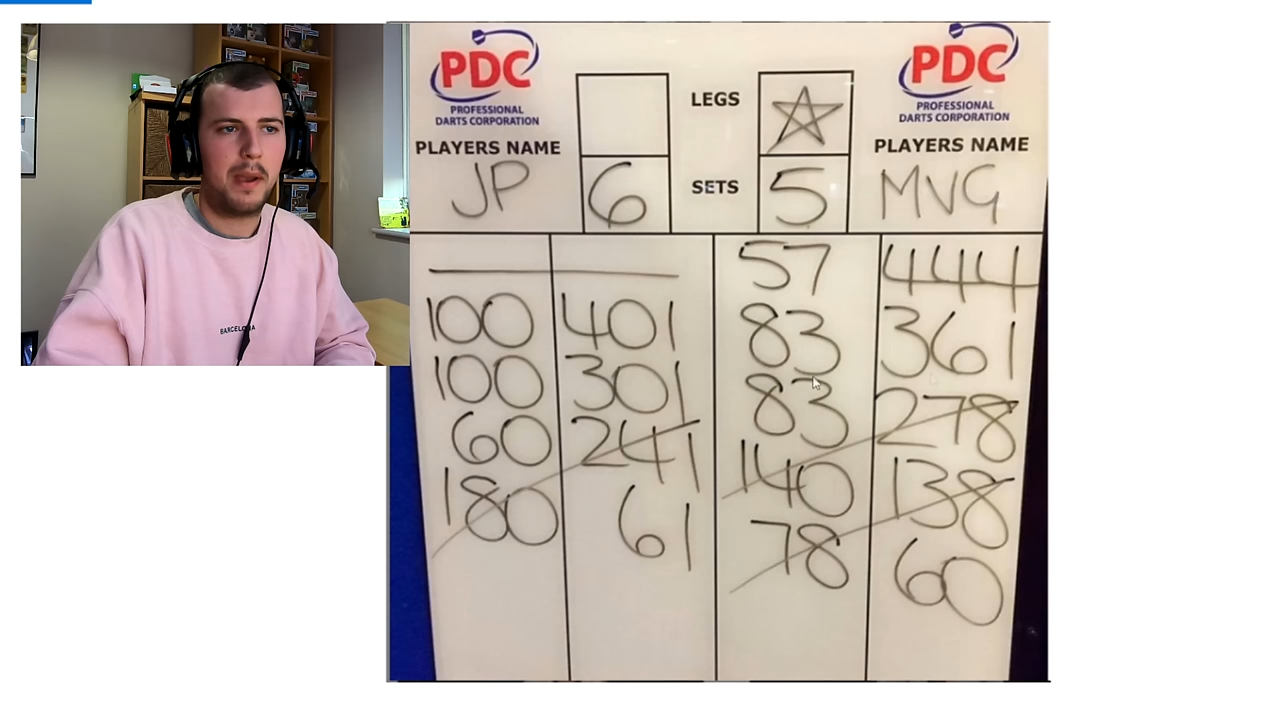 PDC
PROFESSIONAL
DARTS CORPORATION
LEGS
PDC
PROFESSIONAL
DARTS CORPORATION
PLAYERS NAME
PLAYERS NAME
JP 6 SETS 5 MVG
57 444
100 401 83 361
100 301 83 278
60 241 140 138
180 61 78 60
BARCELONA